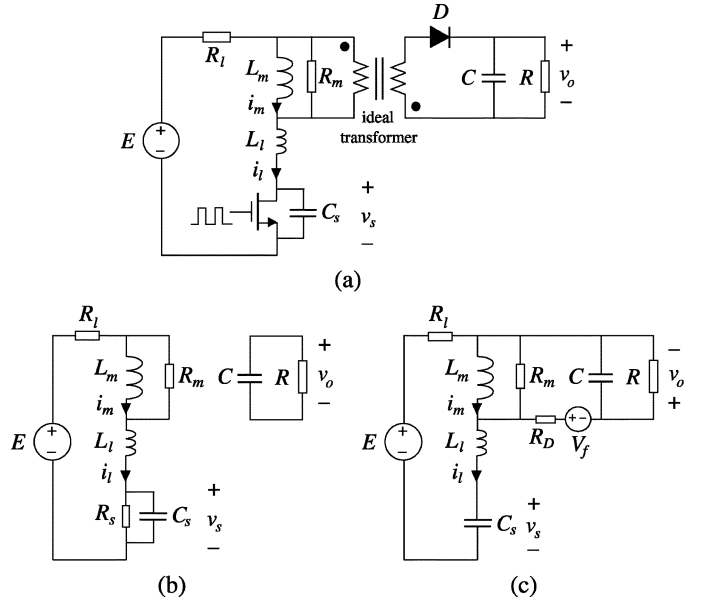 D
R_l
L_m
R_m
C
R
+
v_o
−
i_m
ideal
transformer
E
+
−
L_l
i_l
+
C_s
v_s
−
(a)
R_l
L_m
R_m
C
R
+
v_o
−
i_m
E
+
−
L_l
i_l
R_s
C_s
+
v_s
−
(b)
R_l
L_m
R_m
C
R
−
v_o
+
i_m
R_D
+−
V_f
E
+
−
L_l
i_l
C_s
+
v_s
−
(c)